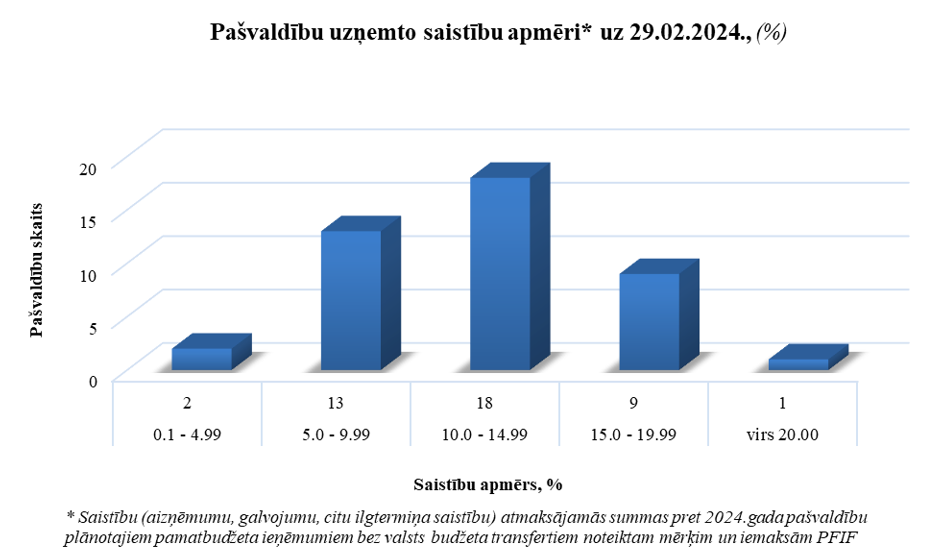 Pašvaldību uzņemto saistību apmēri* uz 29.02.2024., (%)
20
15
10
5
0
Pašvaldību skaits
2 13 18 9 1
0.1 - 4.99 5.0 - 9.99 10.0 - 14.99 15.0 - 19.99 virs 20.00
Saistību apmērs, %
* Saistību (aizņēmumu, galvojumu, citu ilgtermiņa saistību) atmaksājamās summas pret 2024.gada pašvaldību
plānotajiem pamatbudžeta ieņēmumiem bez valsts budžeta transfertiem noteiktam mērķim un iemaksām PFIF